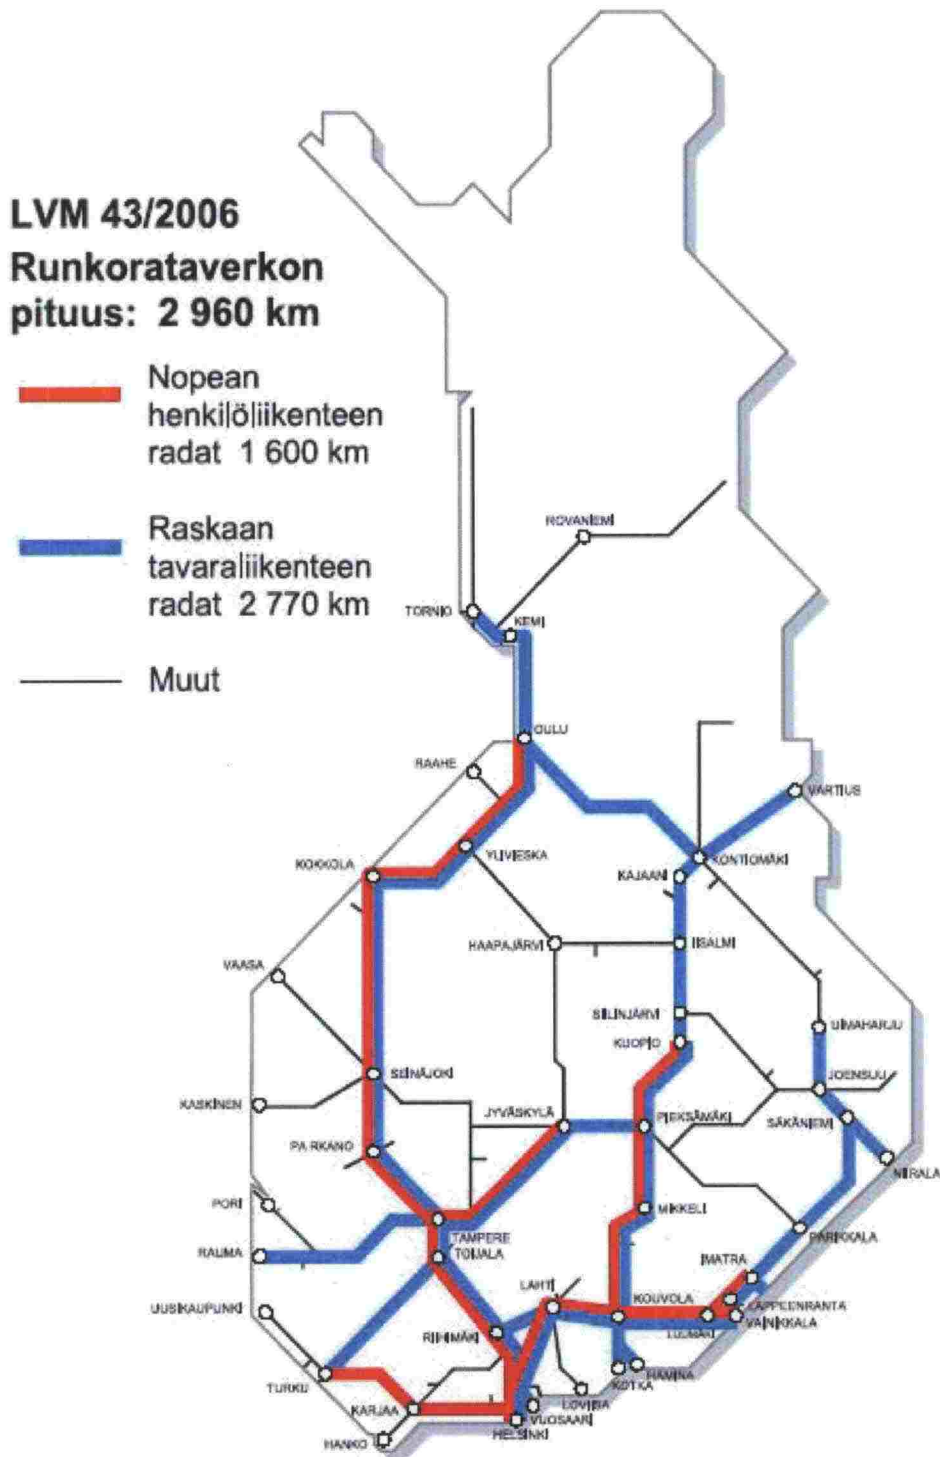 LVM 43/2006
Runkorataverkon
pituus: 2 960 km
Nopean
henkilöliikenteen
radat 1 600 km
Raskaan
tavaraliikenteen
radat 2 770 km
Muut
ROVANIEMI
TORNIO
KEMI
OULU
RAAHE
VARTIUS
YLIVIESKA
KONTIOMÄKI
KOKKOLA
KAJAANI
HAAPAJÄRVI
IISALMI
VAASA
SIILINJÄRVI
UIMAHARJU
KUOPIO
SEINÄJOKI
JOENSUU
KASKINEN
JYVÄSKYLÄ
PIEKSÄMÄKI
SÄKÄNIEMI
PARKANO
NIIRALA
PORI
MIKKELI
TAMPERE
PARIKKALA
RAUMA
TOIJALA
IMATRA
LAHTI
LAPPEENRANTA
UUSIKAUPUNKI
KOUVOLA
VAINIKKALA
RIIHIMÄKI
LUUMÄKI
TURKU
KOTKA
HAMINA
KARJAA
LOVIISA
VUOSAARI
HELSINKI
HANKO